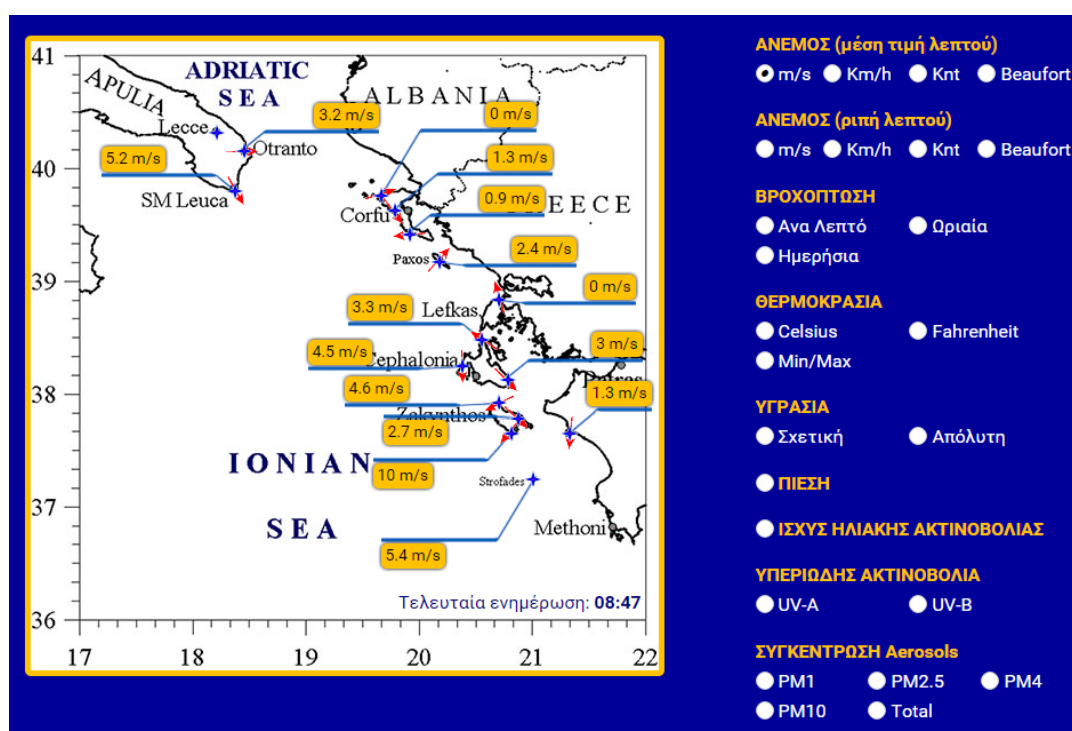 41
40
39
38
37
36
17
18
19
20
21
22
ADRIATIC
SEA
APULIA
ALBANIA
Lecce
Otranto
SM Leuca
Corfu
GREECE
Paxos
Lefkas
Cephalonia
Patras
Zakynthos
IONIAN
SEA
Strofades
Methoni
3.2 m/s
0 m/s
5.2 m/s
1.3 m/s
0.9 m/s
2.4 m/s
0 m/s
3.3 m/s
3 m/s
4.5 m/s
4.6 m/s
1.3 m/s
2.7 m/s
10 m/s
5.4 m/s
Τελευταία ενημέρωση: 08:47
ΑΝΕΜΟΣ (μέση τιμή λεπτού)
m/s Km/h Knt Beaufort
ΑΝΕΜΟΣ (ριπή λεπτού)
m/s Km/h Knt Beaufort
ΒΡΟΧΟΠΤΩΣΗ
Ανα Λεπτό Ωριαία
Ημερήσια
ΘΕΡΜΟΚΡΑΣΙΑ
Celsius Fahrenheit
Min/Max
ΥΓΡΑΣΙΑ
Σχετική Απόλυτη
ΠΙΕΣΗ
ΙΣΧΥΣ ΗΛΙΑΚΗΣ ΑΚΤΙΝΟΒΟΛΙΑΣ
ΥΠΕΡΙΩΔΗΣ ΑΚΤΙΝΟΒΟΛΙΑ
UV-A UV-B
ΣΥΓΚΕΝΤΡΩΣΗ Aerosols
PM1 PM2.5 PM4
PM10 Total